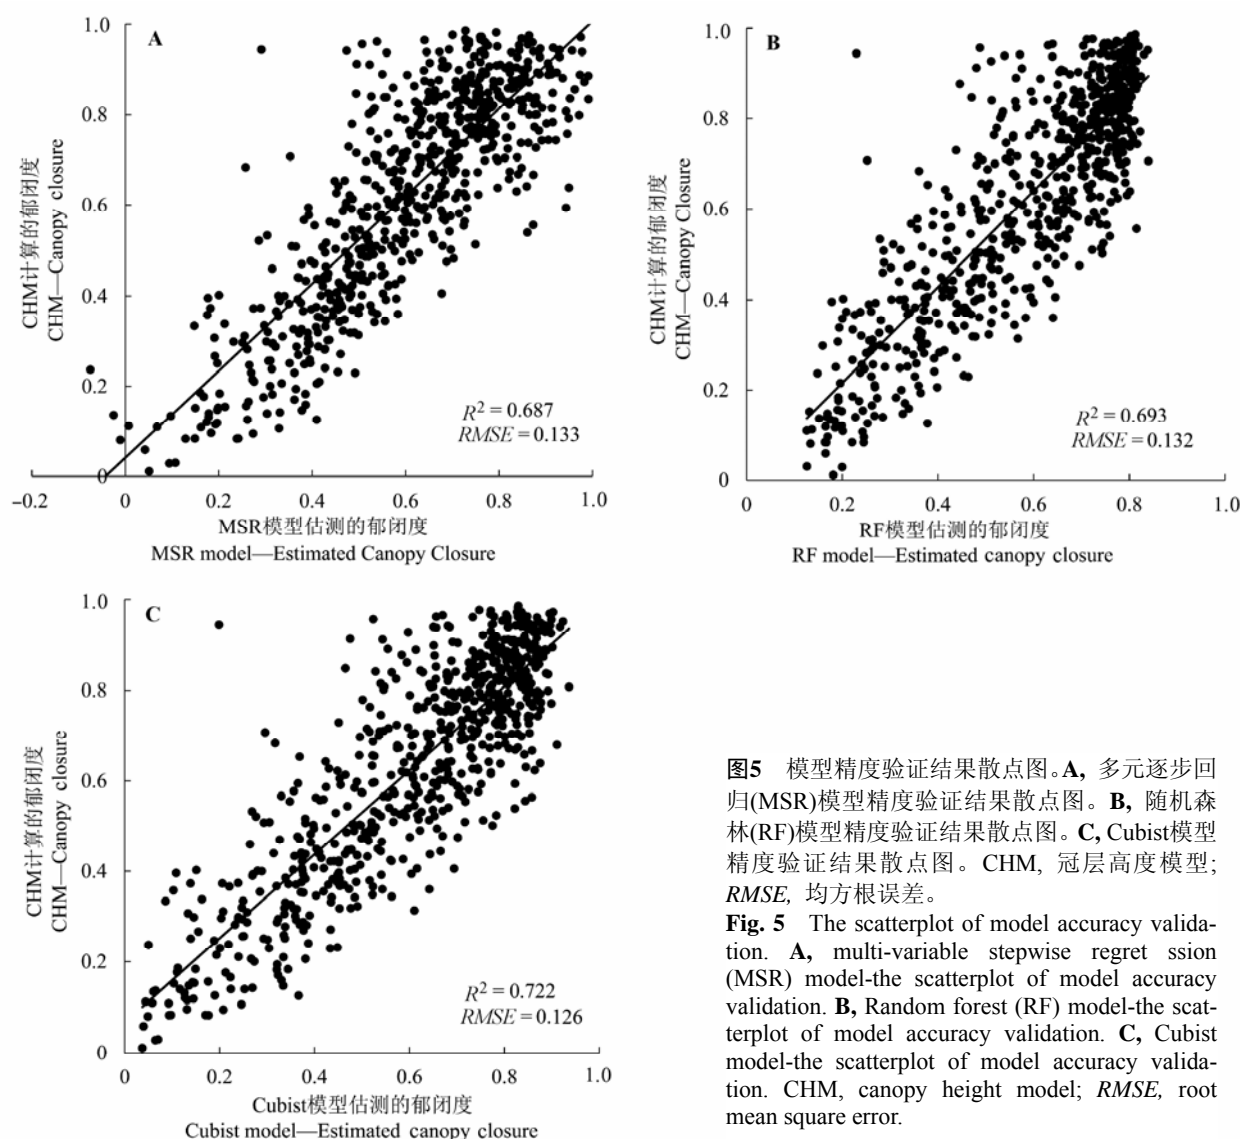 A
1.0
0.8
0.6
0.4
0.2
0
−0.2
0
0.2
0.4
0.6
0.8
1.0
CHM计算的郁闭度
CHM—Canopy closure
R² = 0.687
RMSE = 0.133
MSR模型估测的郁闭度
MSR model—Estimated Canopy Closure
B
1.0
0.8
0.6
0.4
0.2
0
0
0.2
0.4
0.6
0.8
1.0
CHM计算的郁闭度
CHM—Canopy Closure
R² = 0.693
RMSE = 0.132
RF模型估测的郁闭度
RF model—Estimated canopy closure
C
1.0
0.8
0.6
0.4
0.2
0
0
0.2
0.4
0.6
0.8
1.0
CHM计算的郁闭度
CHM—Canopy closure
R² = 0.722
RMSE = 0.126
Cubist模型估测的郁闭度
Cubist model—Estimated canopy closure
图5 模型精度验证结果散点图。A, 多元逐步回
归(MSR)模型精度验证结果散点图。B, 随机森
林(RF)模型精度验证结果散点图。C, Cubist模型
精度验证结果散点图。CHM, 冠层高度模型;
RMSE, 均方根误差。
Fig. 5 The scatterplot of model accuracy valida-
tion. A, multi-variable stepwise regret ssion
(MSR) model-the scatterplot of model accuracy
validation. B, Random forest (RF) model-the scat-
terplot of model accuracy validation. C, Cubist
model-the scatterplot of model accuracy valida-
tion. CHM, canopy height model; RMSE, root
mean square error.